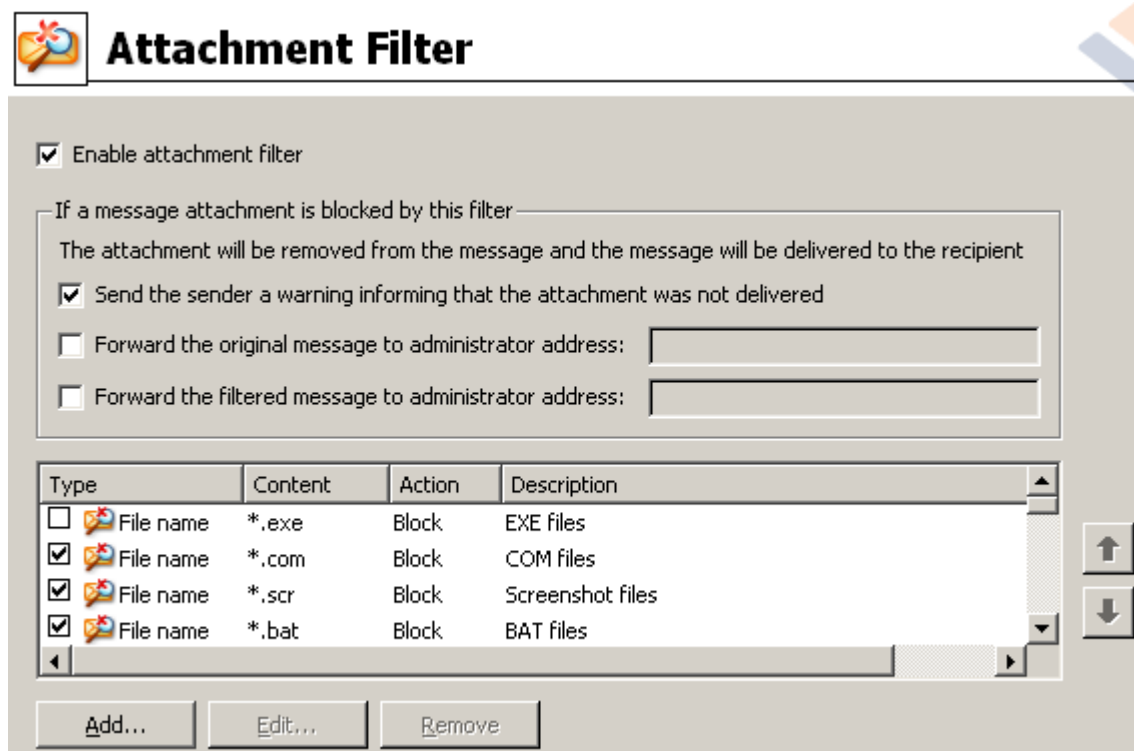 Attachment Filter
Enable attachment filter
If a message attachment is blocked by this filter
The attachment will be removed from the message and the message will be delivered to the recipient
Send the sender a warning informing that the attachment was not delivered
Forward the original message to administrator address:
Forward the filtered message to administrator address:
Type Content Action Description
File name *.exe Block EXE files
File name *.com Block COM files
File name *.scr Block Screenshot files
File name *.bat Block BAT files
Add... Edit... Remove